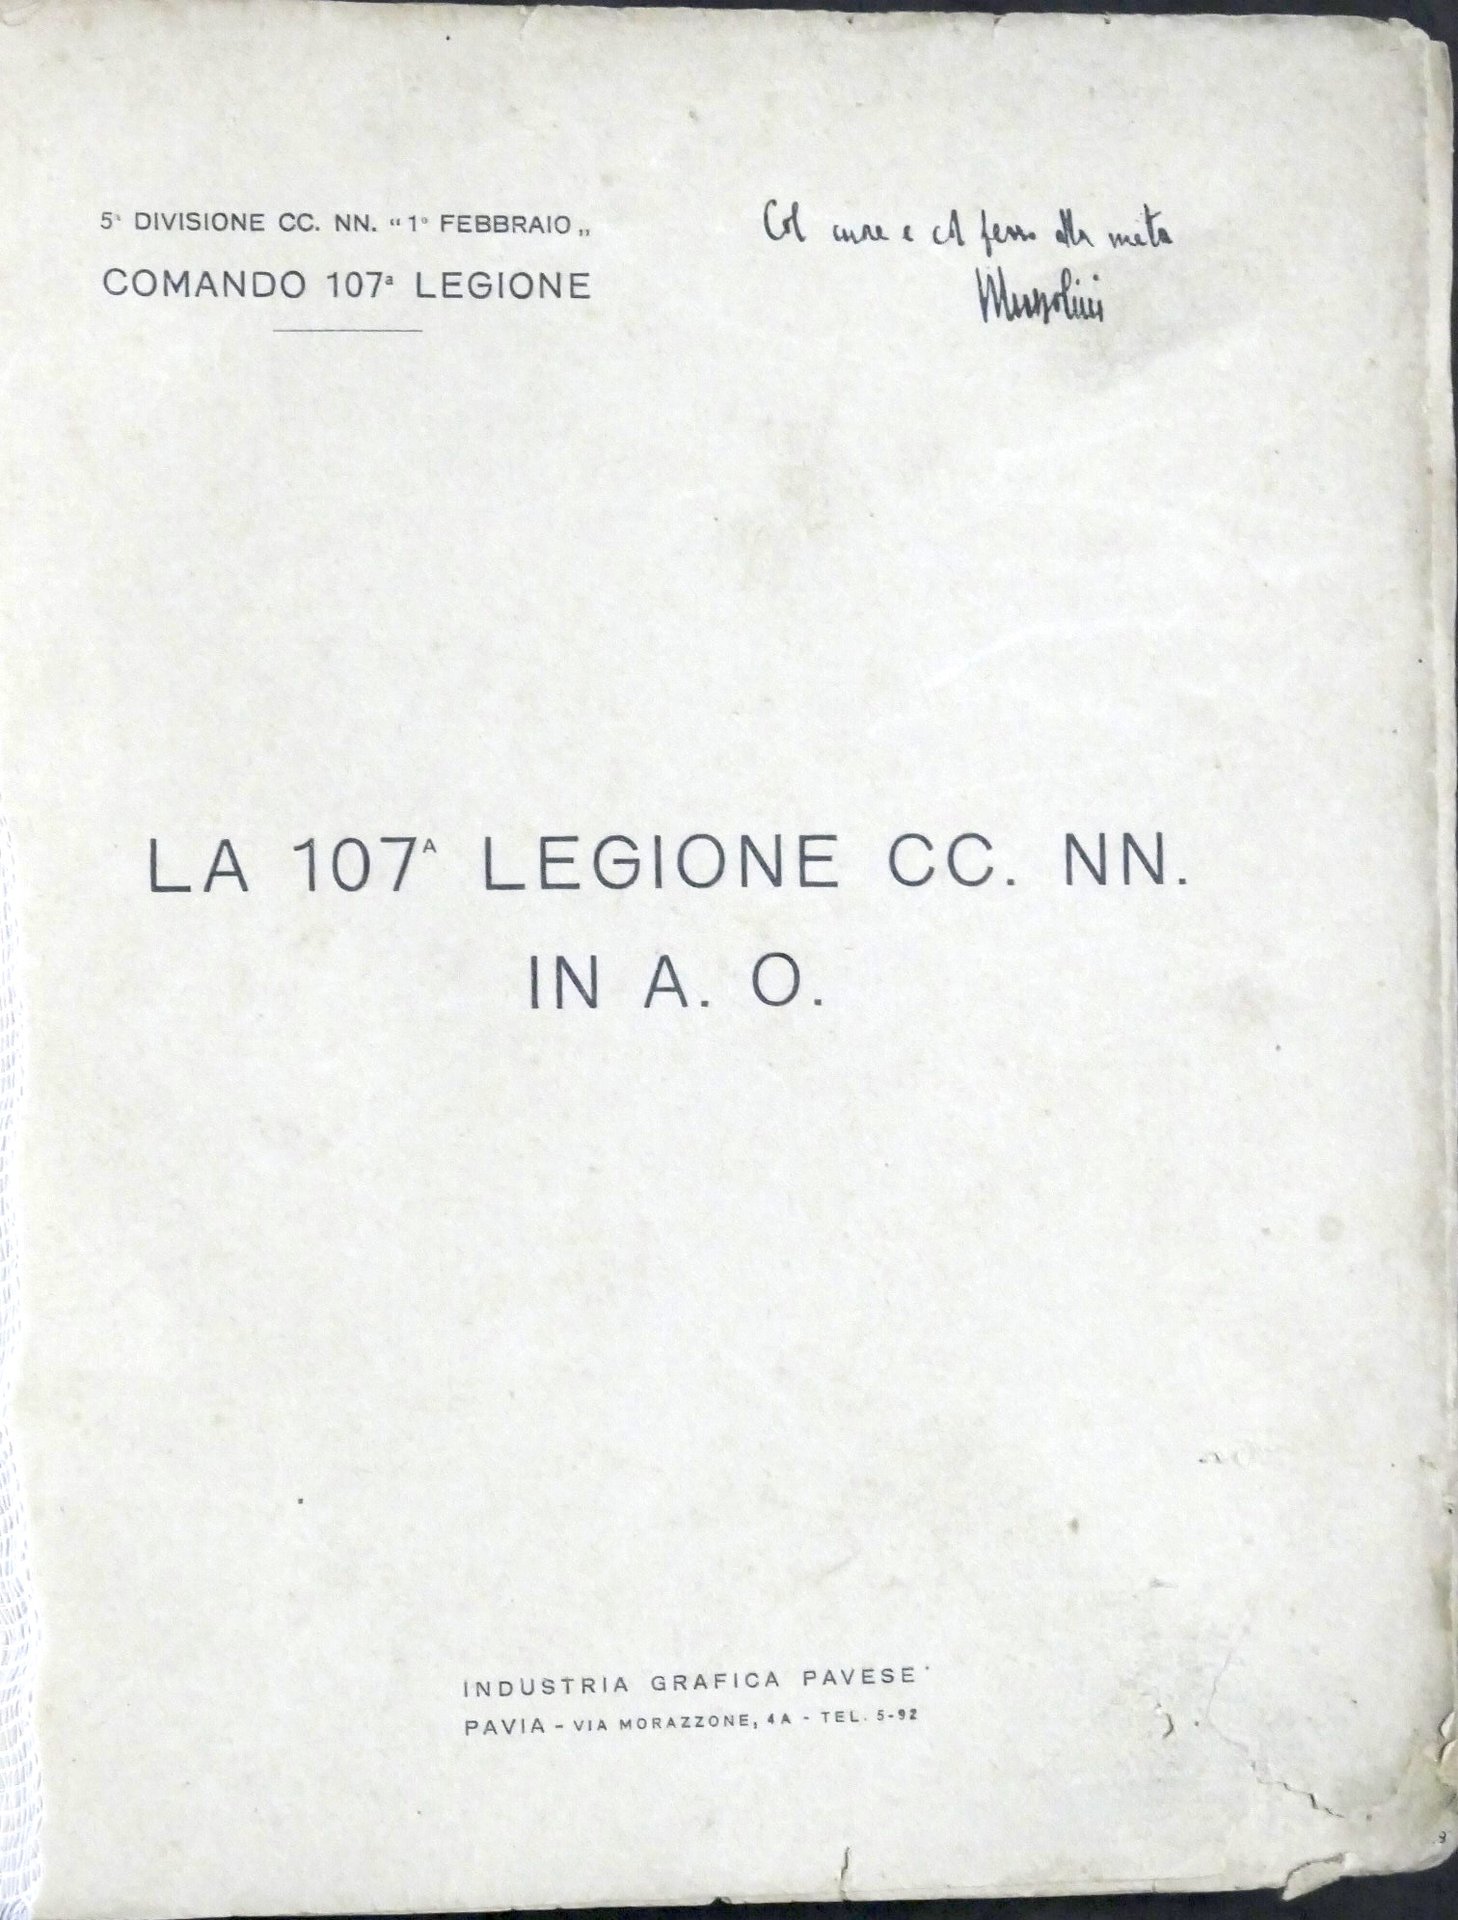 5ª DIVISIONE CC. NN. “1° FEBBRAIO„
COMANDO 107ª LEGIONE
Col cuore e col ferro alla meta
Mussolini
LA 107ᴬ LEGIONE CC. NN.
IN A. O.
INDUSTRIA GRAFICA PAVESE
PAVIA - VIA MORAZZONE, 4A - TEL. 5-92